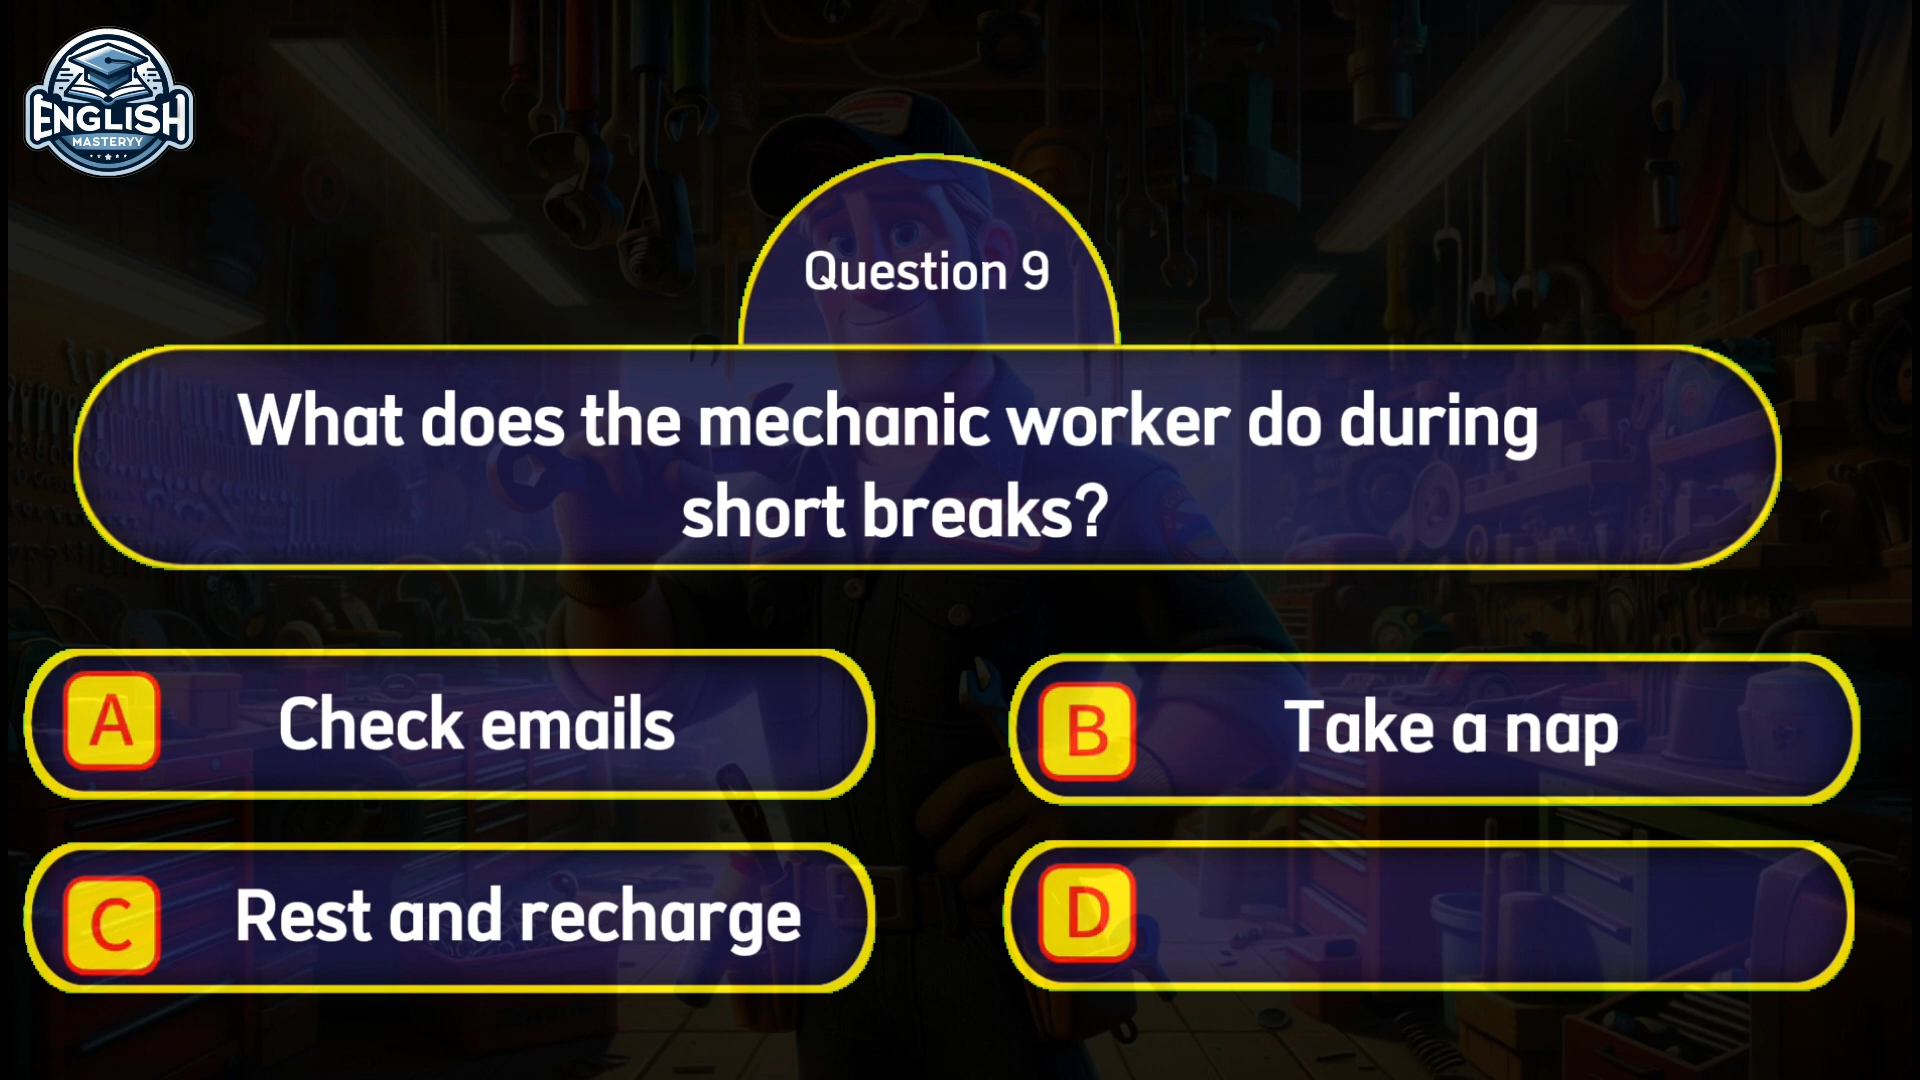 ENGLISH
MASTERYY
Question 9
What does the mechanic worker do during
short breaks?
A Check emails
B Take a nap
C Rest and recharge
D